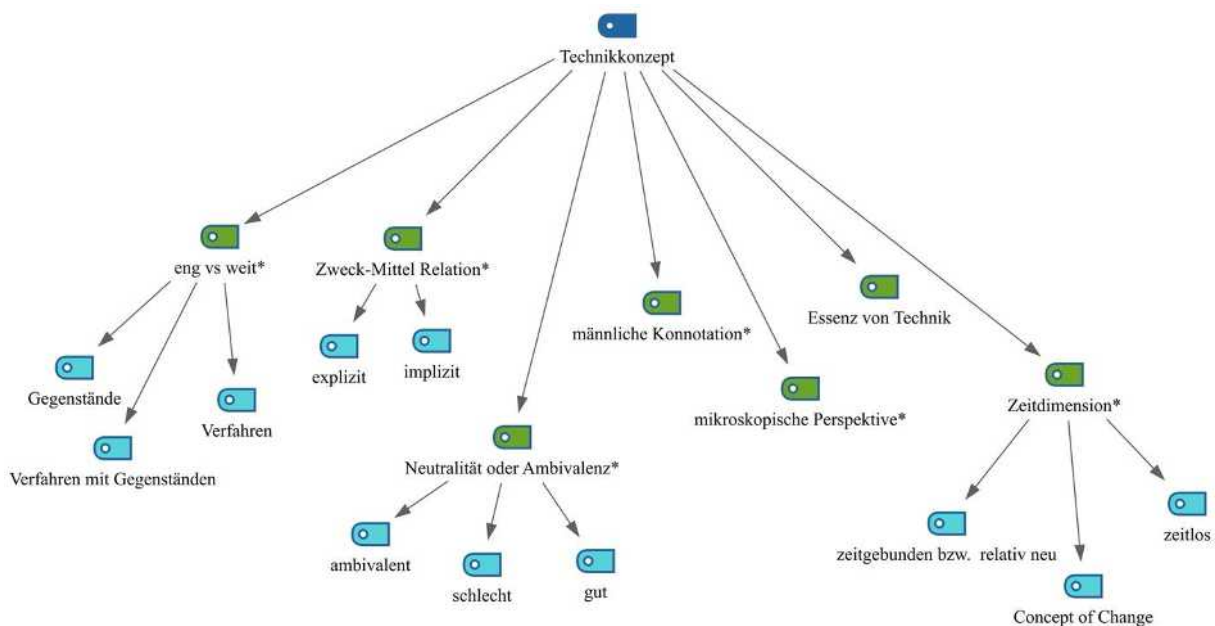 Technikkonzept
eng vs weit*
Zweck-Mittel Relation*
männliche Konnotation*
Essenz von Technik
Gegenstände
explizit
implizit
Verfahren
mikroskopische Perspektive*
Zeitdimension*
Verfahren mit Gegenständen
Neutralität oder Ambivalenz*
ambivalent
schlecht
gut
zeitgebunden bzw. relativ neu
zeitlos
Concept of Change